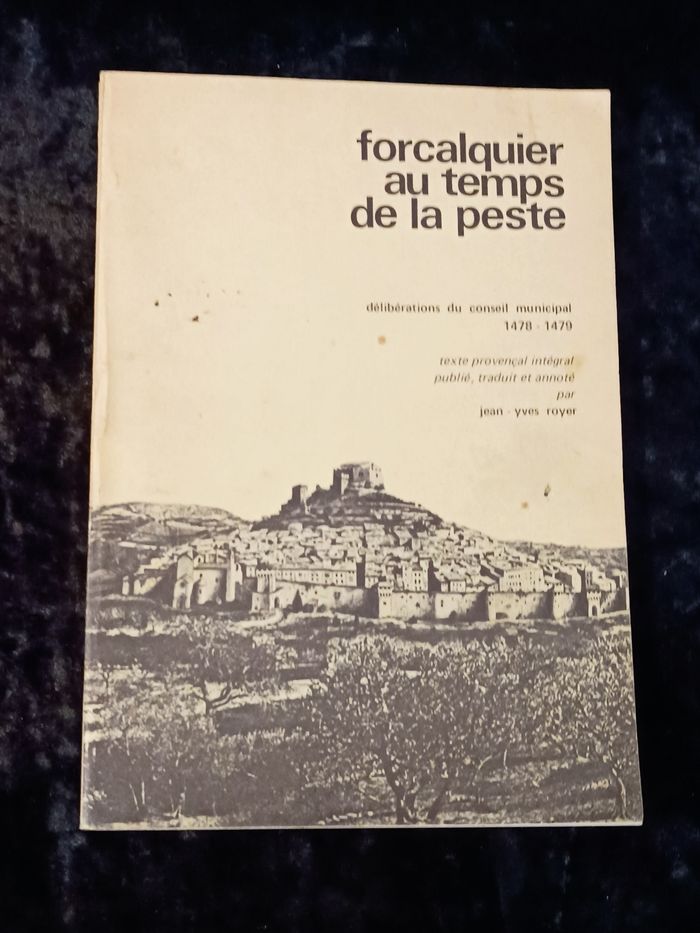 forcalquier
au temps
de la peste
délibérations du conseil municipal
1478 - 1479
texte provençal intégral
publié, traduit et annoté
par
jean - yves royer